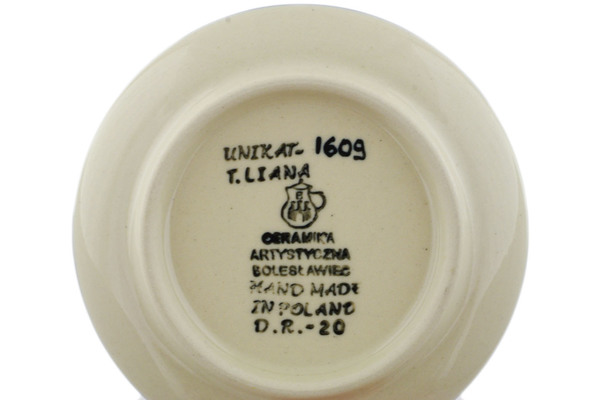 UNIKAT- 1609
T. LIANA
CERAMIKA
ARTYSTYCZNA
BOLESŁAWIEC
HAND MADE
IN POLAND
D.R.-20